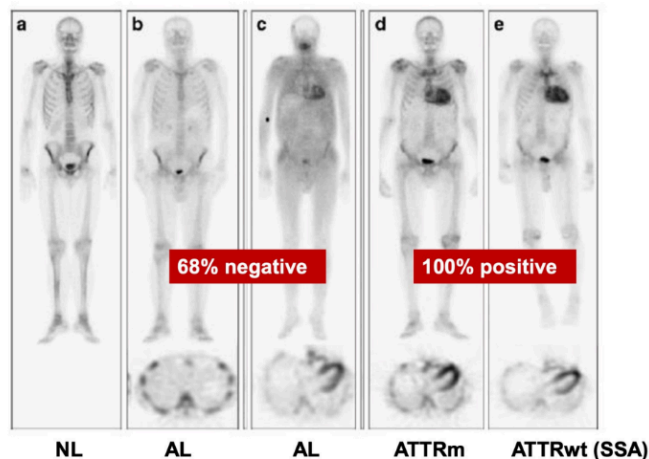 a b c d e
68% negative 100% positive
NL AL AL ATTRm ATTRwt (SSA)